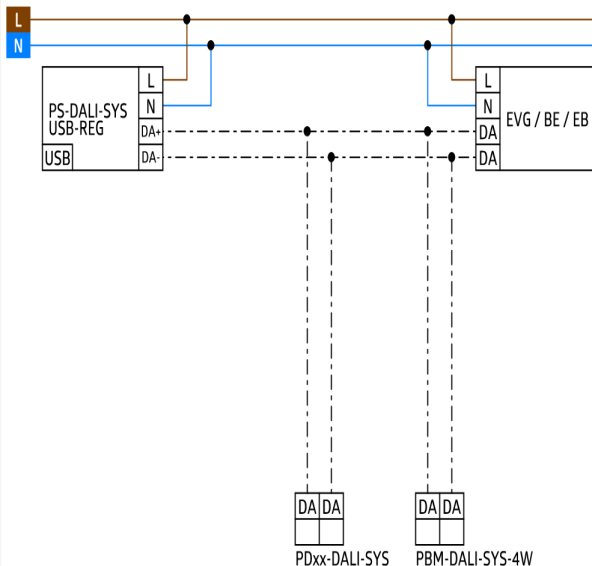 L
N
PS-DALI-SYS
USB-REG
USB
L
N
DA+
DA-
L
N
DA
DA
EVG / BE / EB
DA DA
PDxx-DALI-SYS
DA DA
PBM-DALI-SYS-4W